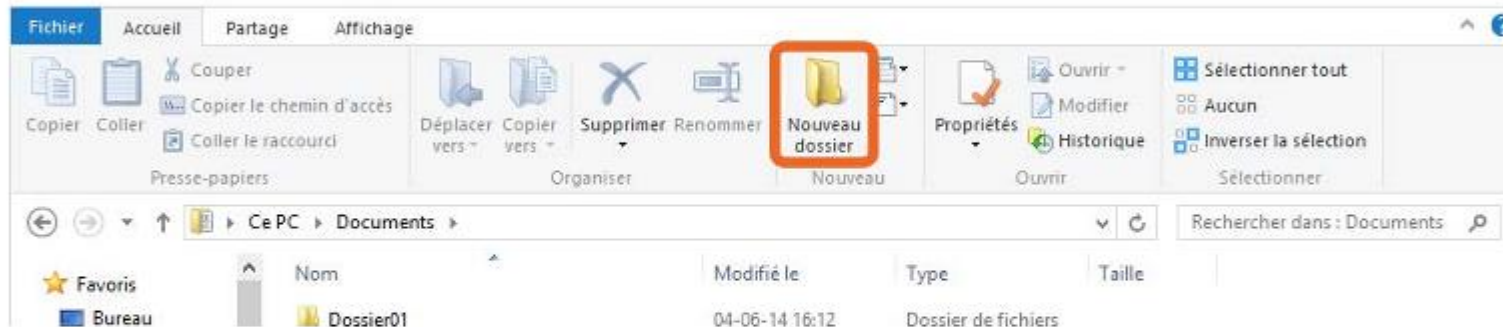 Fichier Accueil Partage Affichage
Copier
Coller
Couper
Copier le chemin d'accès
Coller le raccourci
Presse-papiers
Déplacer
vers
Copier
vers
Supprimer
Renommer
Organiser
Nouveau
dossier
Nouveau
Propriétés
Ouvrir
Modifier
Historique
Ouvrir
Sélectionner tout
Aucun
Inverser la sélection
Sélectionner
Ce PC Documents
Rechercher dans : Documents
Favoris
Bureau
Nom Modifié le Type Taille
Dossier01 04-06-14 16:12 Dossier de fichiers